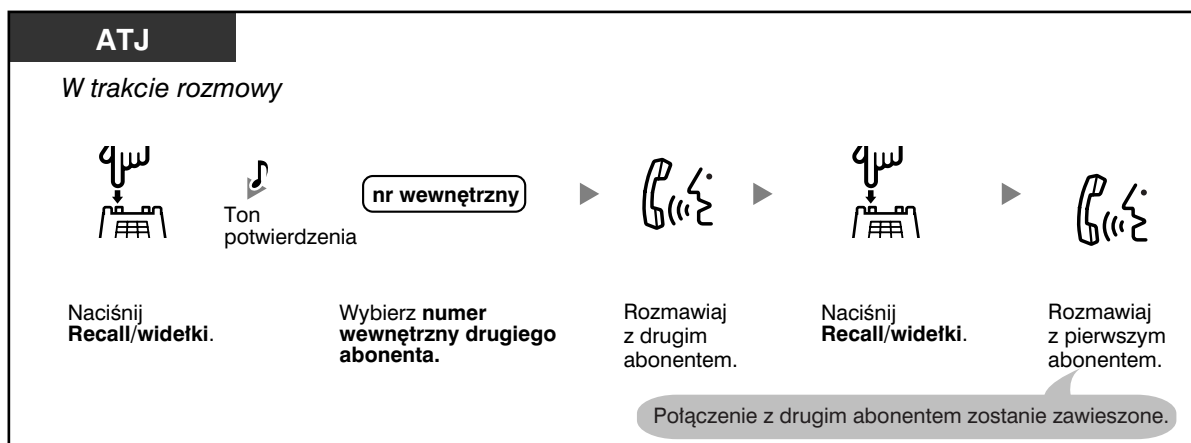 ATJ
W trakcie rozmowy
Ton
potwierdzenia
nr wewnętrzny
Naciśnij
Recall/widełki.
Wybierz numer
wewnętrzny drugiego
abonenta.
Rozmawiaj
z drugim
abonentem.
Naciśnij
Recall/widełki.
Rozmawiaj
z pierwszym
abonentem.
Połączenie z drugim abonentem zostanie zawieszone.